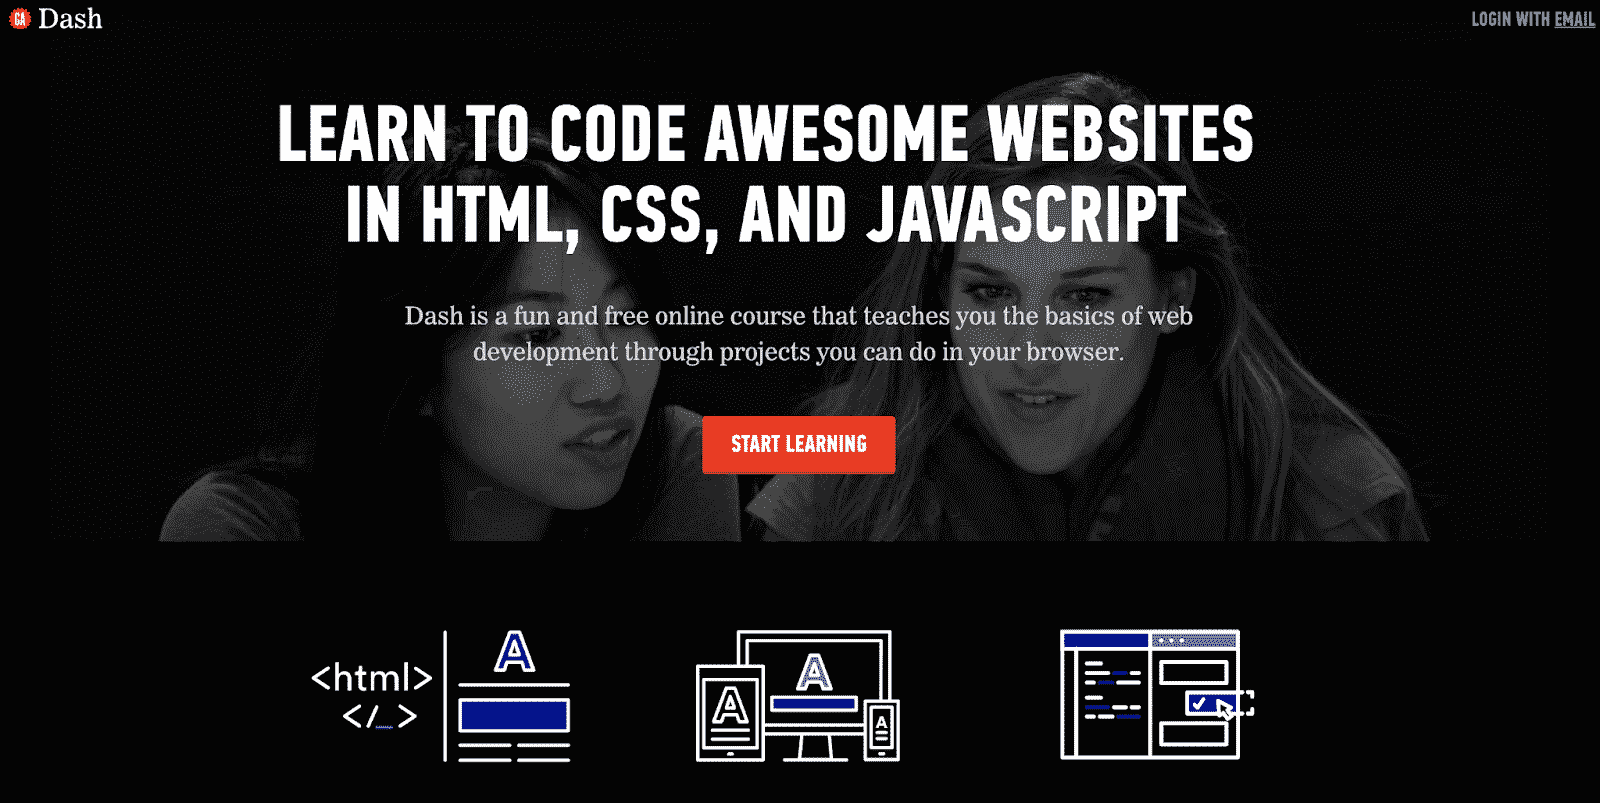 GA Dash
LOGIN WITH EMAIL
LEARN TO CODE AWESOME WEBSITES
IN HTML, CSS, AND JAVASCRIPT
Dash is a fun and free online course that teaches you the basics of web
development through projects you can do in your browser.
START LEARNING
<html>
</_>
A
A
A
A